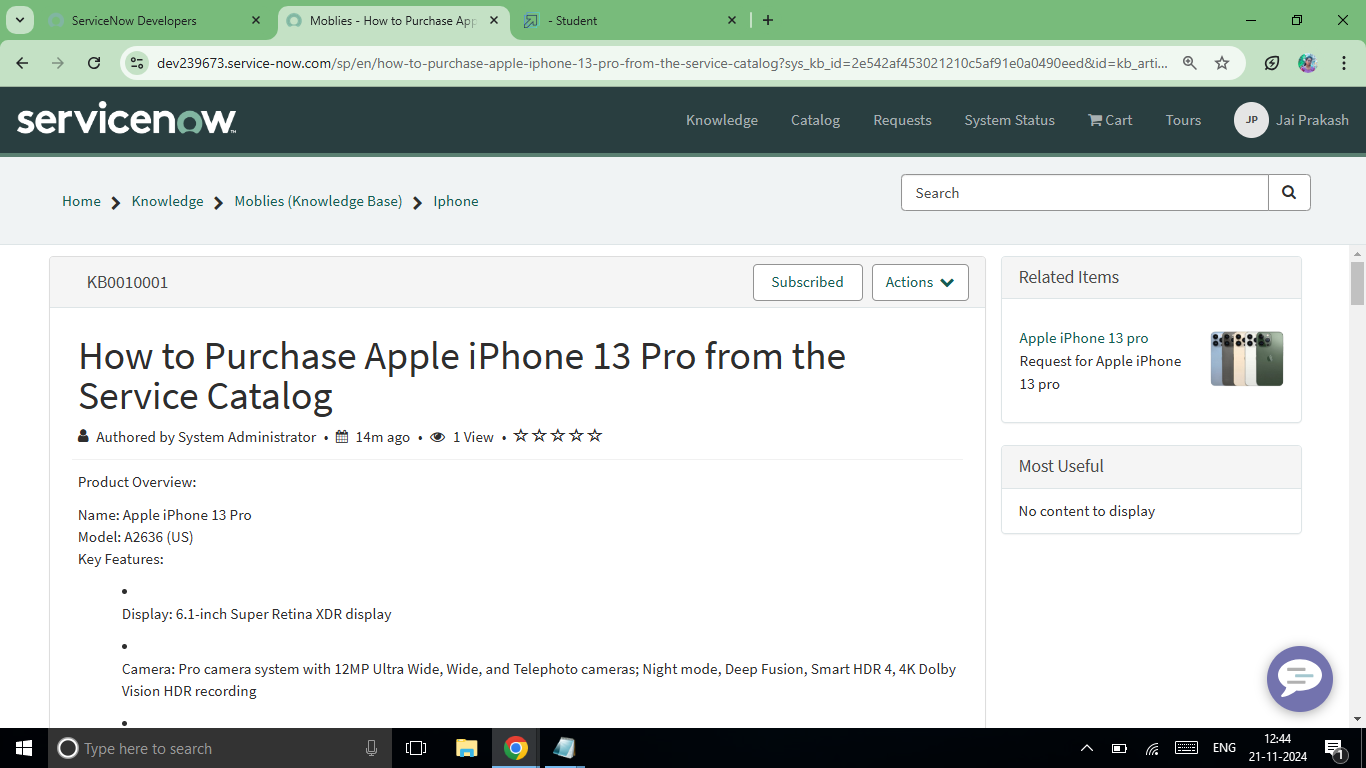 ServiceNow Developers
Moblies - How to Purchase App
- Student
dev239673.service-now.com/sp/en/how-to-purchase-apple-iphone-13-pro-from-the-service-catalog?sys_kb_id=2e542af453021210c5af91e0a0490eed&id=kb_arti...
servicenow
Knowledge
Catalog
Requests
System Status
Cart
Tours
JP
Jai Prakash
Home
Knowledge
Moblies (Knowledge Base)
Iphone
Search
KB0010001
Subscribed
Actions
How to Purchase Apple iPhone 13 Pro from the
Service Catalog
Authored by System Administrator • 14m ago • 1 View •
Product Overview:
Name: Apple iPhone 13 Pro
Model: A2636 (US)
Key Features:
•
Display: 6.1-inch Super Retina XDR display
•
Camera: Pro camera system with 12MP Ultra Wide, Wide, and Telephoto cameras; Night mode, Deep Fusion, Smart HDR 4, 4K Dolby
Vision HDR recording
•
Related Items
Apple iPhone 13 pro
Request for Apple iPhone
13 pro
Most Useful
No content to display
Type here to search
ENG
12:44
21-11-2024
1